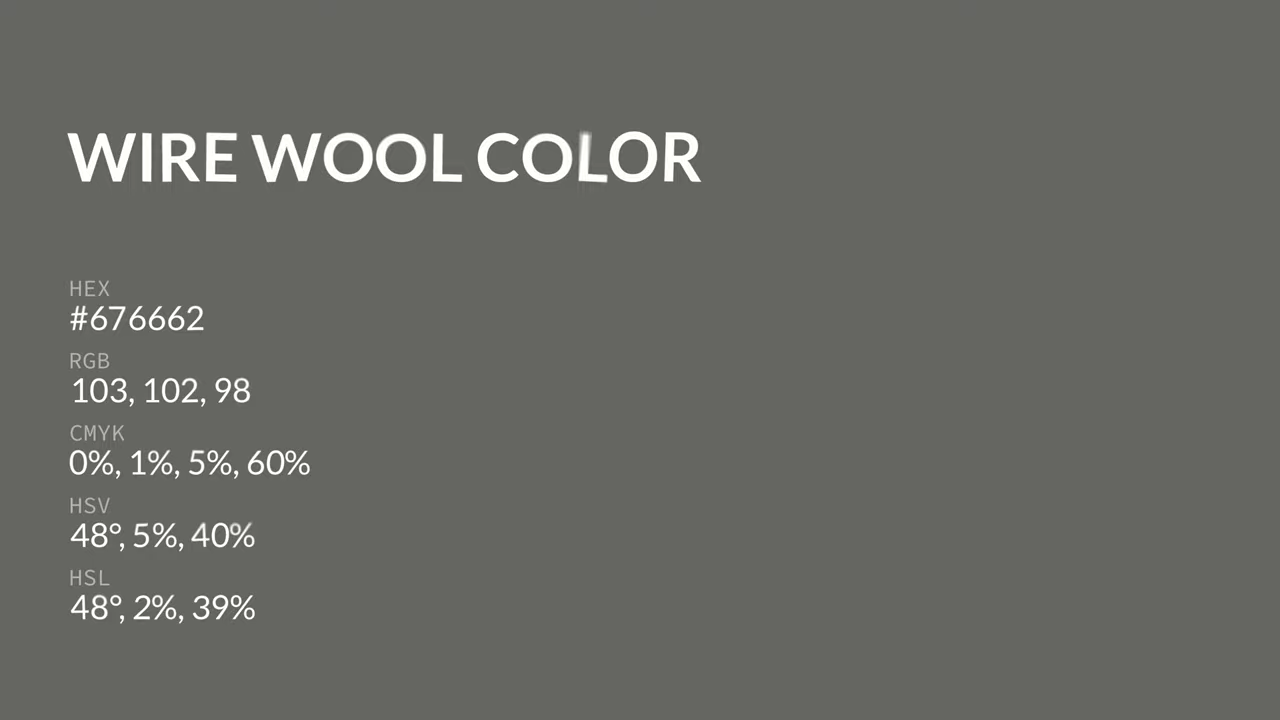 WIRE WOOL COLOR
HEX
#676662
RGB
103, 102, 98
CMYK
0%, 1%, 5%, 60%
HSV
48°, 5%, 40%
HSL
48°, 2%, 39%